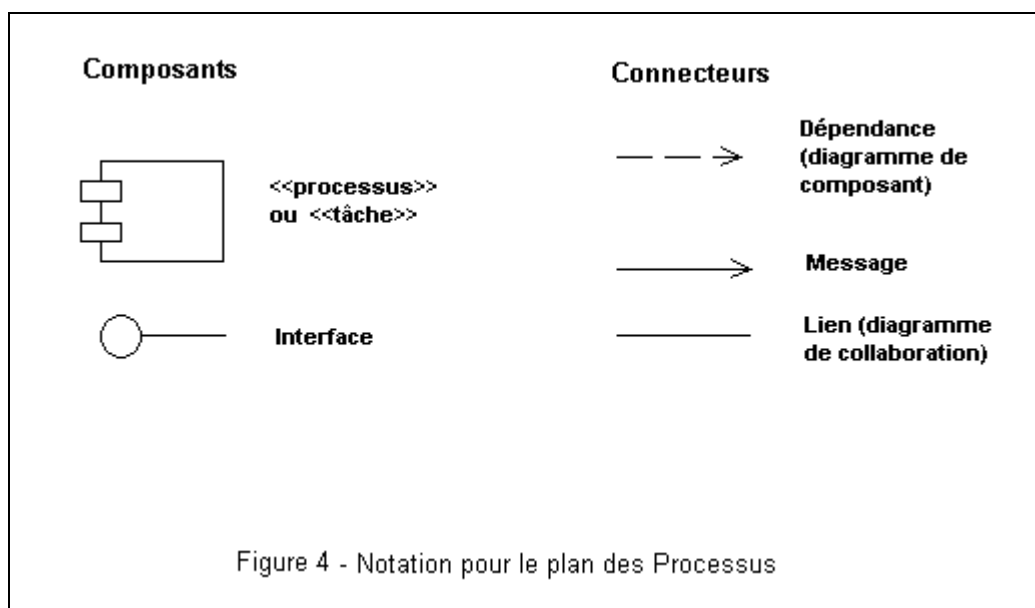 Composants
<<processus>>
ou <<tâche>>
Interface
Connecteurs
Dépendance
(diagramme de
composant)
Message
Lien (diagramme
de collaboration)
Figure 4 - Notation pour le plan des Processus